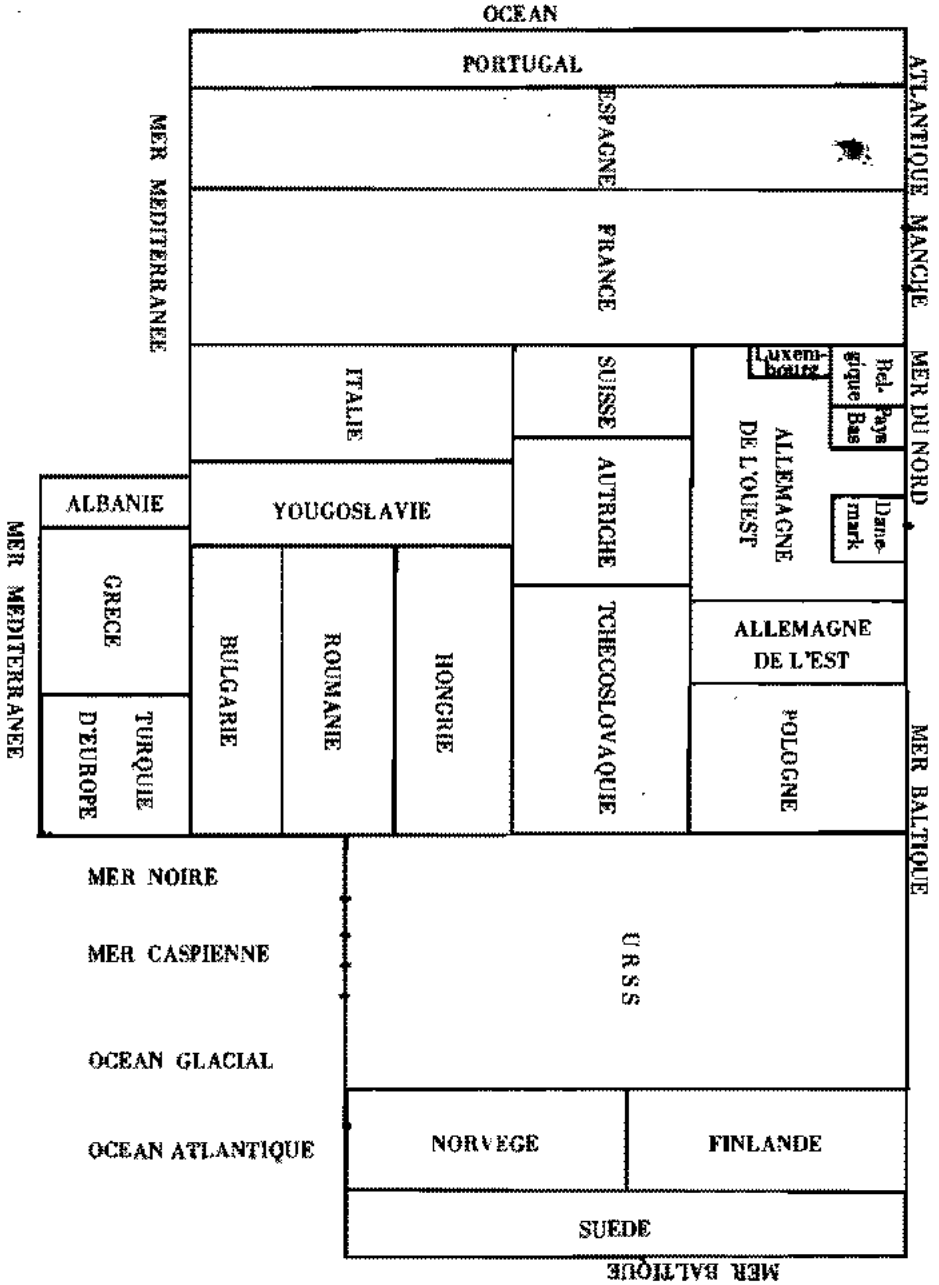 OCEAN
PORTUGAL
ATLANTIQUE
ESPAGNE
MER MEDITERRANEE
FRANCE
MANCHE
ITALIE
SUISSE
Luxem-
bourg
Bel-
gique
Pays
Bas
MER DU NORD
ALLEMAGNE
DE L'OUEST
Dane-
mark
AUTRICHE
YOUGOSLAVIE
ALBANIE
GRECE
MER MEDITERRANEE
BULGARIE
ROUMANIE
HONGRIE
TCHECOSLOVAQUIE
ALLEMAGNE
DE L'EST
POLOGNE
TURQUIE
D'EUROPE
MER BALTIQUE
MER NOIRE
MER CASPIENNE
URSS
OCEAN GLACIAL
OCEAN ATLANTIQUE
NORVEGE
FINLANDE
SUEDE
MER BALTIQUE